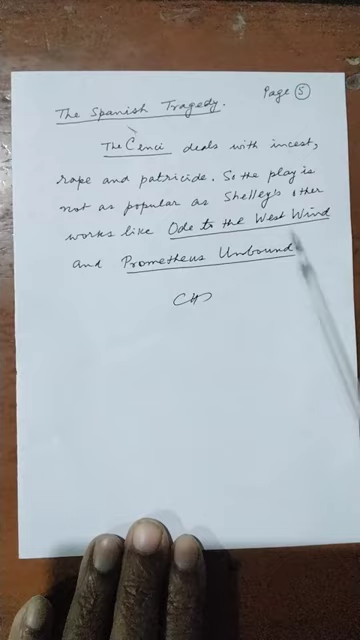 Page 5
The Spanish Tragedy.
The Cenci deals with incest,
rape and patricide. So the play is
not as popular as Shelley's other
works like Ode to the West Wind
and Prometheus Unbound